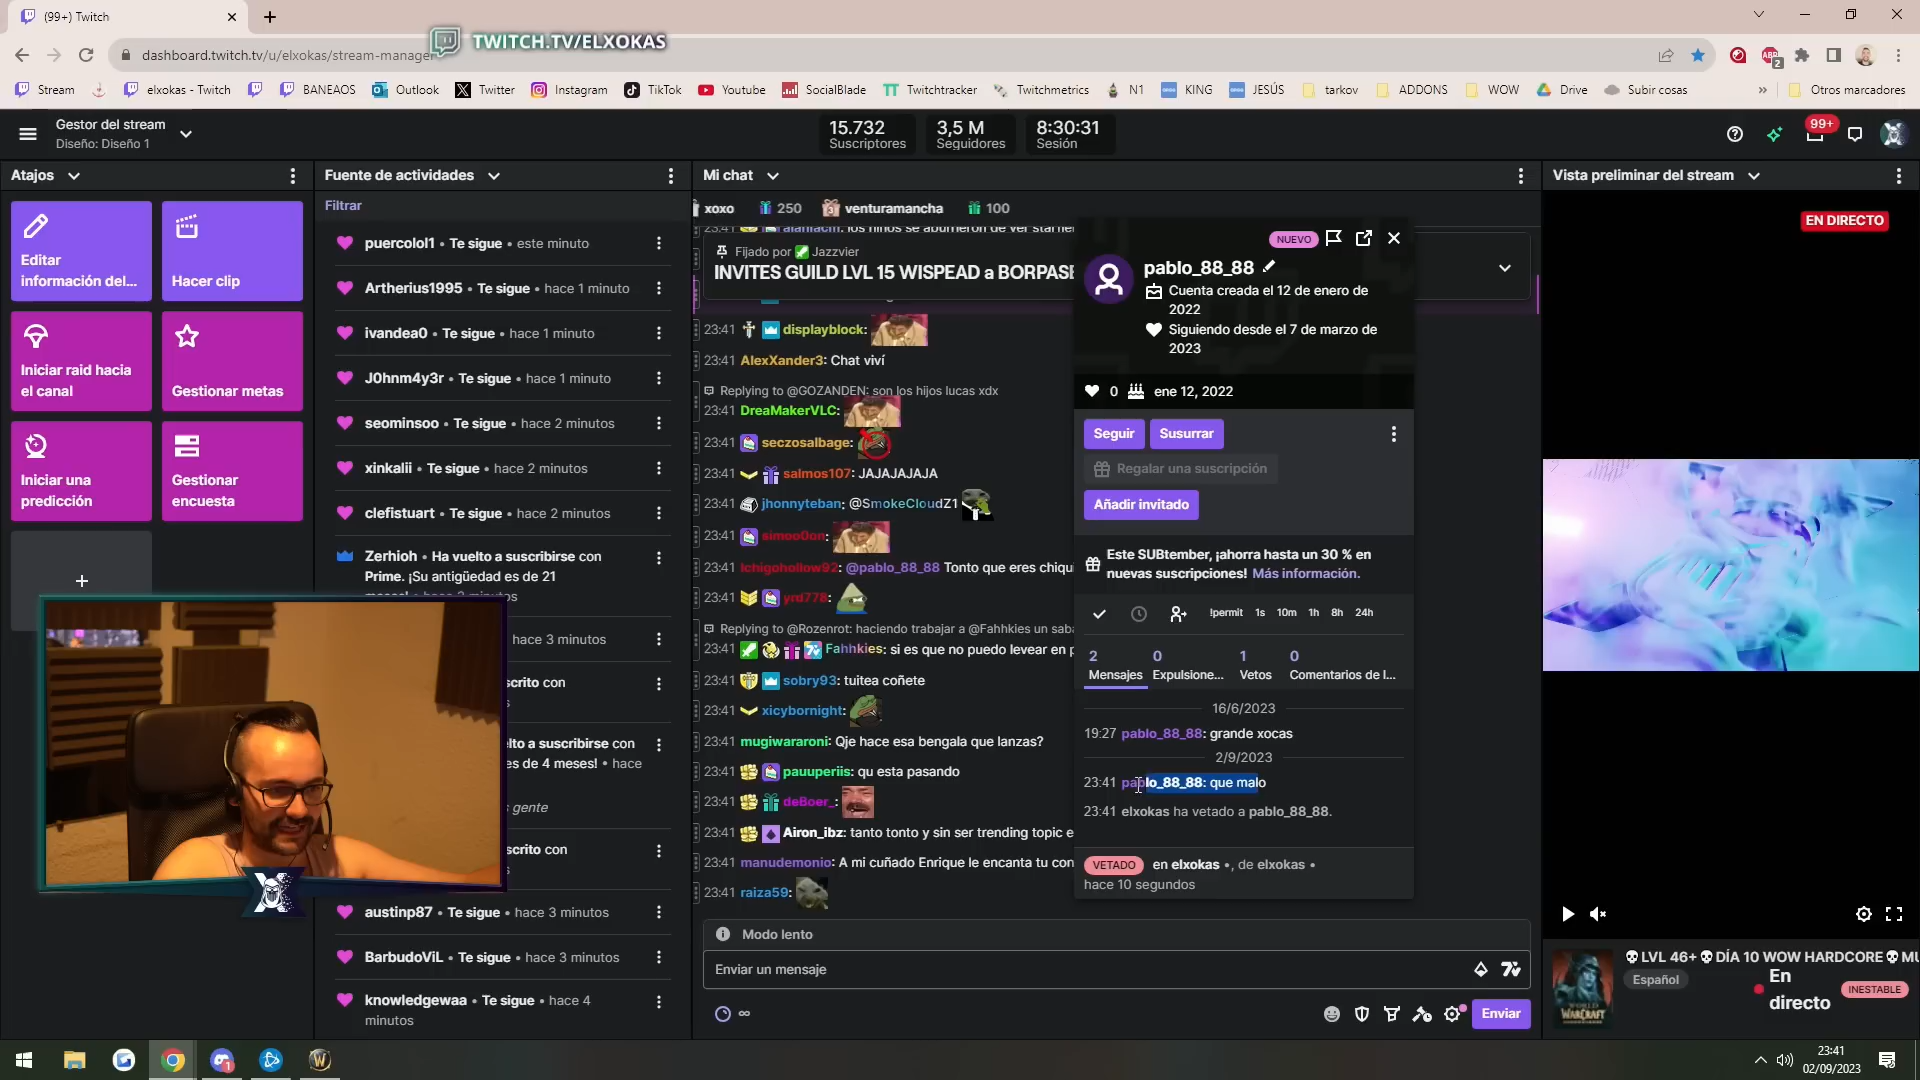 (99+) Twitch
TWITCH.TV/ELXOKAS
dashboard.twitch.tv/u/elxokas/stream-manager
Stream
elxokas - Twitch
BANEAOS
Outlook
Twitter
Instagram
TikTok
Youtube
SocialBlade
Twitchtracker
Twitchmetrics
N1
KING
JESÚS
tarkov
ADDONS
WOW
Drive
Subir cosas
»
Otros marcadores
Gestor del stream
Diseño: Diseño 1
15.732
Suscriptores
3,5 M
Seguidores
8:30:31
Sesión
99+
Atajos
Editar
información del...
Hacer clip
Iniciar raid hacia
el canal
Gestionar metas
Iniciar una
predicción
Gestionar
encuesta
+
Fuente de actividades
Filtrar
puercolol1 • Te sigue • este minuto
Artherius1995 • Te sigue • hace 1 minuto
ivandea0 • Te sigue • hace 1 minuto
J0hnm4y3r • Te sigue • hace 1 minuto
seominsoo • Te sigue • hace 2 minutos
xinkalii • Te sigue • hace 2 minutos
clefistuart • Te sigue • hace 2 minutos
Zerhioh • Ha vuelto a suscribirse con
Prime. ¡Su antigüedad es de 21
hace 3 minutos
scrito con
elto a suscribirse con
es de 4 meses! • hace
s gente
scrito con
austinp87 • Te sigue • hace 3 minutos
BarbudoViL • Te sigue • hace 3 minutos
knowledgewaa • Te sigue • hace 4
minutos
Mi chat
xoxo 250 venturamancha 100
Fijado por Jazzvier
INVITES GUILD LVL 15 WISPEAD a BORPASE
23:41 displayblock:
23:41 AlexXander3: Chat viví
Replying to @GOZANDEN: son los hijos lucas xdx
23:41 DreaMakerVLC:
23:41 seczosalbage:
23:41 salmos107: JAJAJAJAJA
23:41 jhonnyteban: @SmokeCloudZ1
23:41 simoo0on:
23:41 Ichigohollow92: @pablo_88_88 Tonto que eres chiqu
23:41 yrd778:
Replying to @Rozenrot: haciendo trabajar a @Fahhkies un saba
23:41 Fahhkies: si es que no puedo levear en p
23:41 sobry93: tuitea coñete
23:41 xicybornight:
23:41 mugiwararoni: Qje hace esa bengala que lanzas?
23:41 pauuperiis: qu esta pasando
23:41 deBoer_:
23:41 Airon_ibz: tanto tonto y sin ser trending topic e
23:41 manudemonio: A mi cuñado Enrique le encanta tu con
23:41 raiza59:
Modo lento
Enviar un mensaje
∞
Enviar
NUEVO
pablo_88_88
Cuenta creada el 12 de enero de
2022
Siguiendo desde el 7 de marzo de
2023
0 ene 12, 2022
Seguir
Susurrar
Regalar una suscripción
Añadir invitado
Este SUBtember, ¡ahorra hasta un 30 % en
nuevas suscripciones! Más información.
!permit 1s 10m 1h 8h 24h
2
Mensajes
0
Expulsione...
1
Vetos
0
Comentarios de l...
16/6/2023
19:27 pablo_88_88: grande xocas
2/9/2023
23:41 pablo_88_88: que malo
23:41 elxokas ha vetado a pablo_88_88.
VETADO en elxokas •, de elxokas •
hace 10 segundos
Vista preliminar del stream
EN DIRECTO
LVL 46+ DÍA 10 WOW HARDCORE MU
Español
En
directo
INESTABLE
WARCRAFT
23:41
02/09/2023